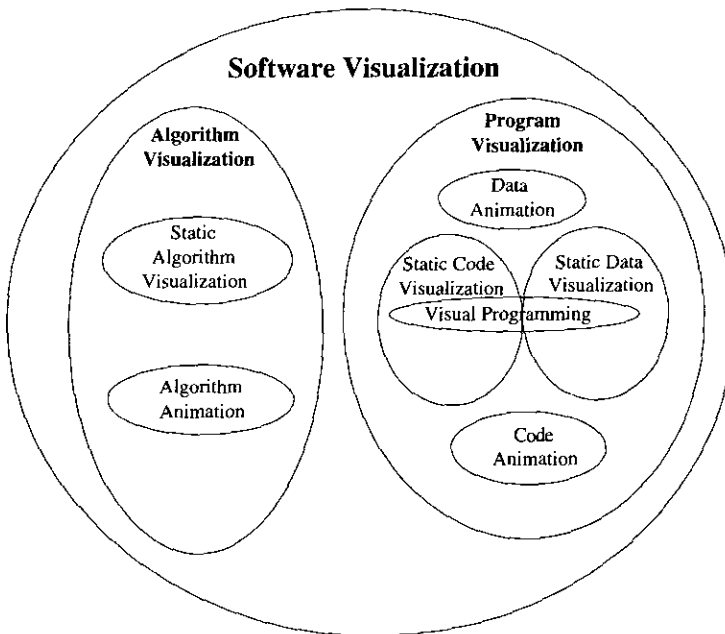 Software Visualization
Algorithm
Visualization
Static
Algorithm
Visualization
Algorithm
Animation
Program
Visualization
Data
Animation
Static Code
Visualization
Static Data
Visualization
Visual Programming
Code
Animation